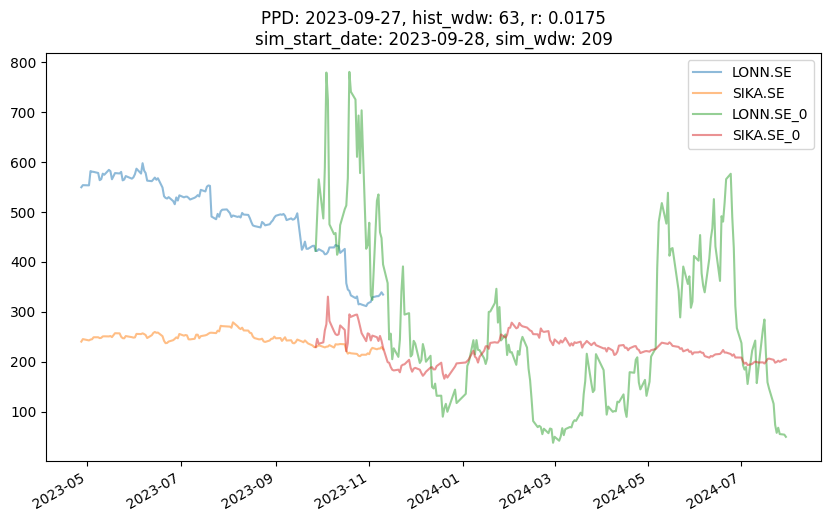 PPD: 2023-09-27, hist_wdw: 63, r: 0.0175
sim_start_date: 2023-09-28, sim_wdw: 209
LONN.SE
SIKA.SE
LONN.SE_0
SIKA.SE_0
800
700
600
500
400
300
200
100
2023-05
2023-07
2023-09
2023-11
2024-01
2024-03
2024-05
2024-07